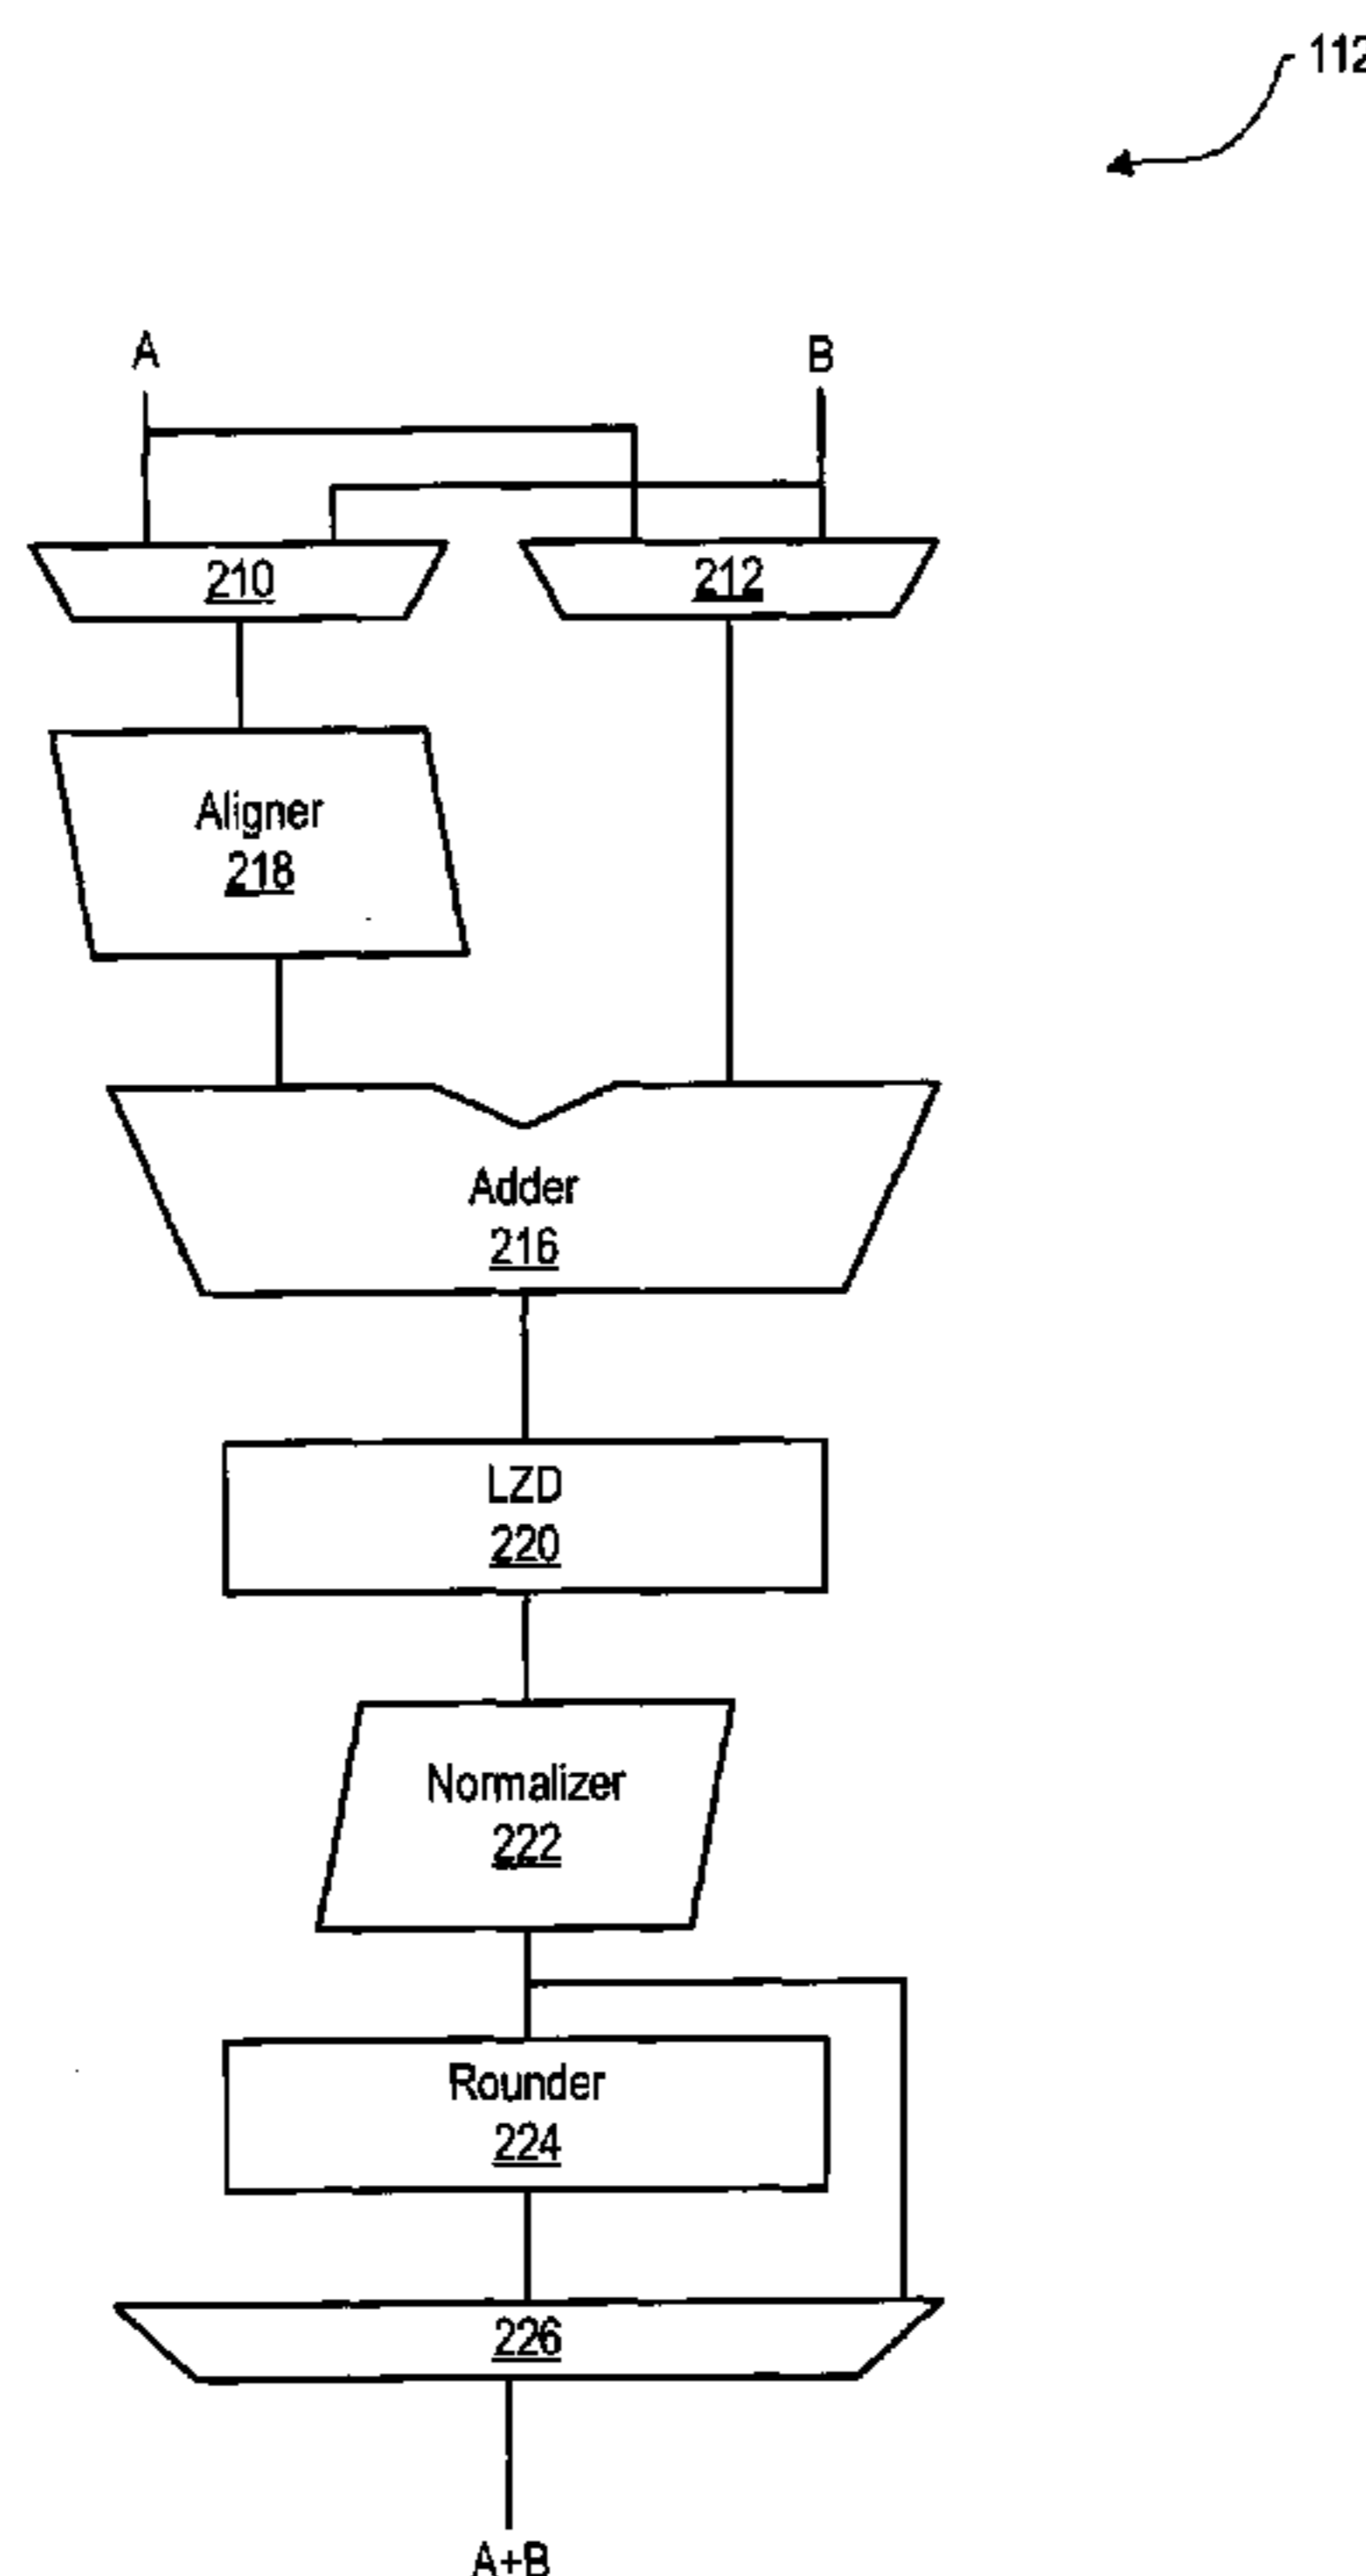 112
A
B
210
212
Aligner
218
Adder
216
LZD
220
Normalizer
222
Rounder
224
226
A+B